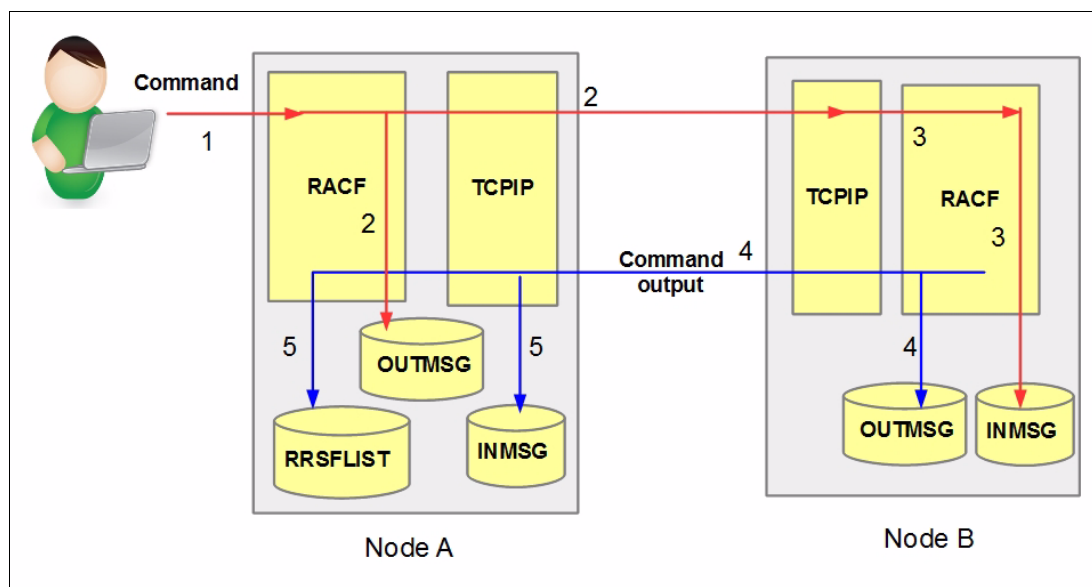 Command
1
2
RACF
TCPIP
2
OUTMSG
5
5
RRSFLIST
INMSG
Node A
3
TCPIP
RACF
3
4
Command
output
4
OUTMSG
INMSG
Node B